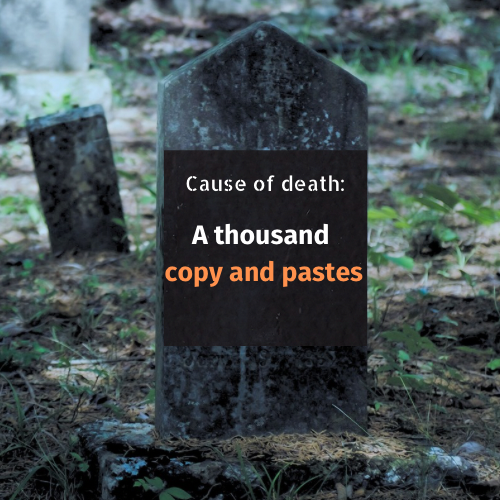 Cause of death:
A thousand
copy and pastes